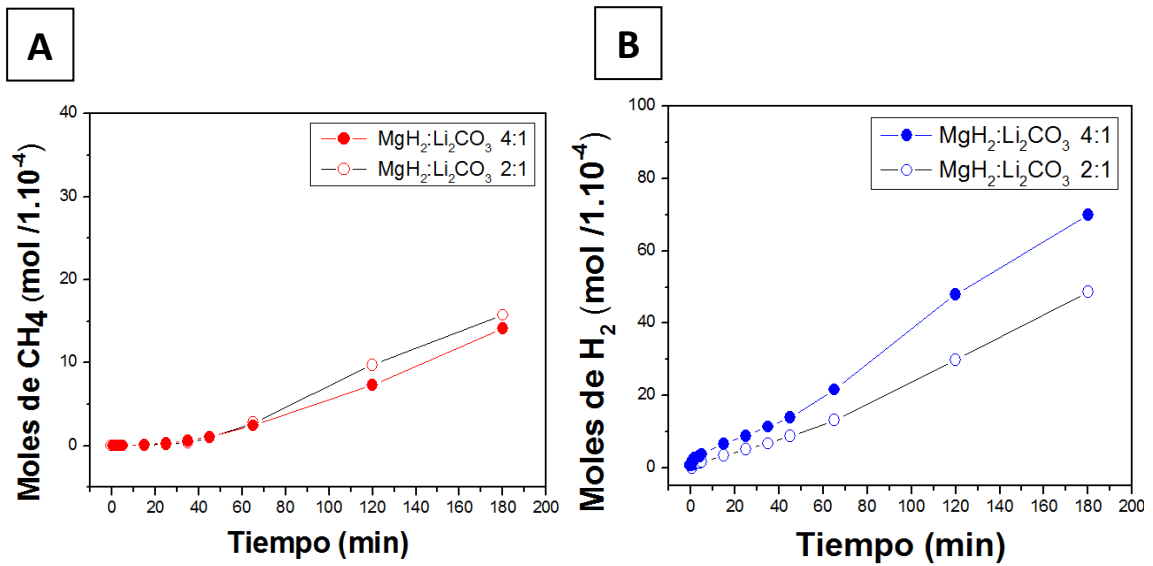 A
Moles de CH4 (mol /1.10-4)
40
30
20
10
0
MgH2:Li2CO3 4:1
MgH2:Li2CO3 2:1
0 20 40 60 80 100 120 140 160 180 200
Tiempo (min)
B
Moles de H2 (mol /1.10-4)
100
80
60
40
20
0
MgH2:Li2CO3 4:1
MgH2:Li2CO3 2:1
0 20 40 60 80 100 120 140 160 180 200
Tiempo (min)